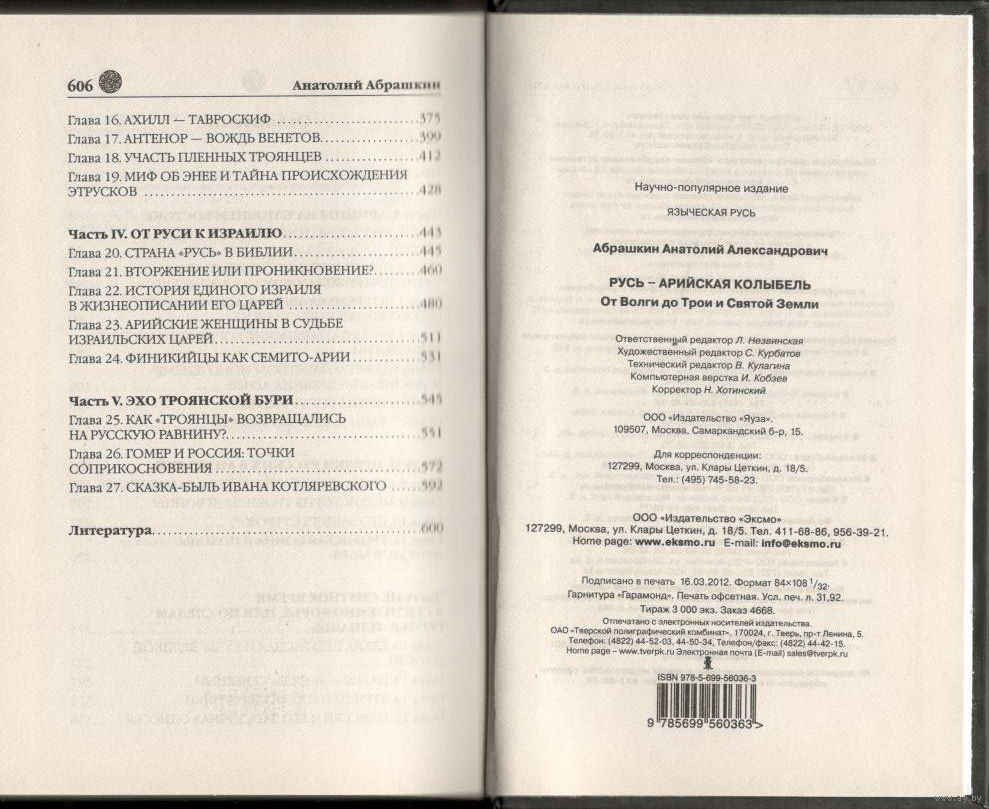 606 Анатолий Абрашкин
Глава 16. АХИЛЛ — ТАВРОСКИФ ..................... 375
Глава 17. АНТЕНОР — ВОЖДЬ ВЕНЕТОВ............... 399
Глава 18. УЧАСТЬ ПЛЕННЫХ ТРОЯНЦЕВ ............... 412
Глава 19. МИФ ОБ ЭНЕЕ И ТАЙНА ПРОИСХОЖДЕНИЯ
ЭТРУСКОВ ..................................... 428
Часть IV. ОТ РУСИ К ИЗРАИЛЮ..................... 443
Глава 20. СТРАНА «РУСЬ» В БИБЛИИ................. 445
Глава 21. ВТОРЖЕНИЕ ИЛИ ПРОНИКНОВЕНИЕ?....... 460
Глава 22. ИСТОРИЯ ЕДИНОГО ИЗРАИЛЯ
В ЖИЗНЕОПИСАНИИ ЕГО ЦАРЕЙ ................... 480
Глава 23. АРИЙСКИЕ ЖЕНЩИНЫ В СУДЬБЕ
ИЗРАИЛЬСКИХ ЦАРЕЙ............................. 511
Глава 24. ФИНИКИЙЦЫ КАК СЕМИТО-АРИИ ........... 531
Часть V. ЭХО ТРОЯНСКОЙ БУРИ..................... 545
Глава 25. КАК «ТРОЯНЦЫ» ВОЗВРАЩАЛИСЬ
НА РУССКУЮ РАВНИНУ?........................... 551
Глава 26. ГОМЕР И РОССИЯ: ТОЧКИ
СОПРИКОСНОВЕНИЯ ............................. 572
Глава 27. СКАЗКА-БЫЛЬ ИВАНА КОТЛЯРЕВСКОГО ..... 592
Литература....................................... 600
Научно-популярное издание
ЯЗЫЧЕСКАЯ РУСЬ
Абрашкин Анатолий Александрович
РУСЬ – АРИЙСКАЯ КОЛЫБЕЛЬ
От Волги до Трои и Святой Земли
Ответственный редактор Л. Незвинская
Художественный редактор С. Курбатов
Технический редактор В. Кулагина
Компьютерная верстка И. Кобзев
Корректор Н. Хотинский
ООО «Издательство «Яуза».
109507, Москва, Самаркандский б-р, 15.
Для корреспонденции:
127299, Москва, ул. Клары Цеткин, д. 18/5.
Тел.: (495) 745-58-23.
ООО «Издательство «Эксмо»
127299, Москва, ул. Клары Цеткин, д. 18/5. Тел. 411-68-86, 956-39-21.
Home page: www.eksmo.ru E-mail: info@eksmo.ru
Подписано в печать 16.03.2012. Формат 84×108 1/32.
Гарнитура «Гарамонд». Печать офсетная. Усл. печ. л. 31,92.
Тираж 3 000 экз. Заказ 4668.
Отпечатано с электронных носителей издательства.
ОАО «Тверской полиграфический комбинат». 170024, г. Тверь, пр-т Ленина, 5.
Телефон: (4822) 44-52-03, 44-50-34, Телефон/факс: (4822) 44-42-15.
Home page – www.tverpk.ru Электронная почта (E-mail) sales@tverpk.ru
ISBN 978-5-699-56036-3
9 785699 560363>
www.ay.by